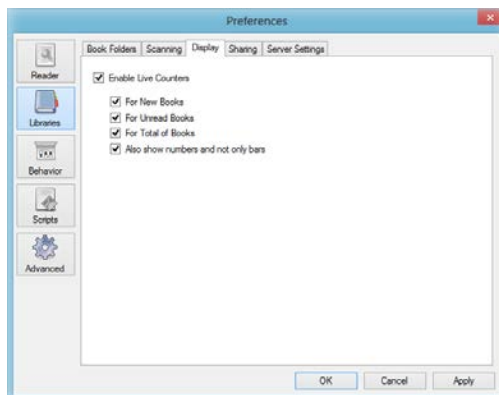 Preferences
Book Folders Scanning Display Sharing Server Settings
Reader
Libraries
Behavior
Scripts
Advanced
Enable Live Counters
For New Books
For Unread Books
For Total of Books
Also show numbers and not only bars
OK Cancel Apply